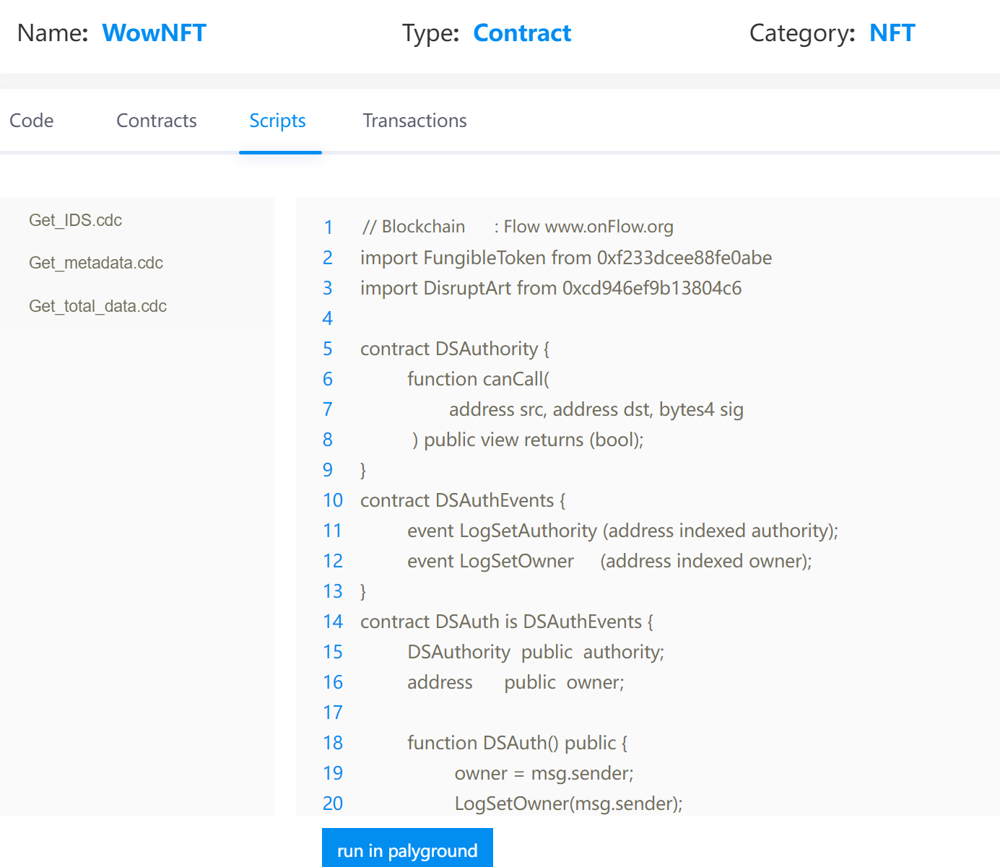 Name: WowNFT Type: Contract Category: NFT
Code Contracts Scripts Transactions
Get_IDS.cdc
Get_metadata.cdc
Get_total_data.cdc
1 // Blockchain : Flow www.onFlow.org
2 import FungibleToken from 0xf233dcee88fe0abe
3 import DisruptArt from 0xcd946ef9b13804c6
4
5 contract DSAuthority {
6 function canCall(
7 address src, address dst, bytes4 sig
8 ) public view returns (bool);
9 }
10 contract DSAuthEvents {
11 event LogSetAuthority (address indexed authority);
12 event LogSetOwner (address indexed owner);
13 }
14 contract DSAuth is DSAuthEvents {
15 DSAuthority public authority;
16 address public owner;
17
18 function DSAuth() public {
19 owner = msg.sender;
20 LogSetOwner(msg.sender);
run in palyground